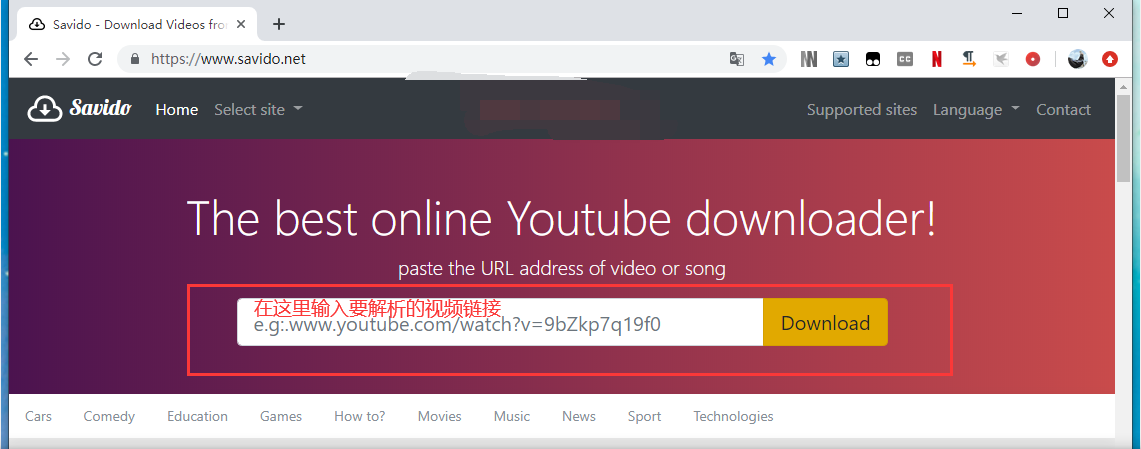 Savido - Download Videos from
https://www.savido.net
CC
N
Savido
Home
Select site
Supported sites
Language
Contact
The best online Youtube downloader!
paste the URL address of video or song
在这里输入要解析的视频链接
e.g:.www.youtube.com/watch?v=9bZkp7q19f0
Download
Cars
Comedy
Education
Games
How to?
Movies
Music
News
Sport
Technologies